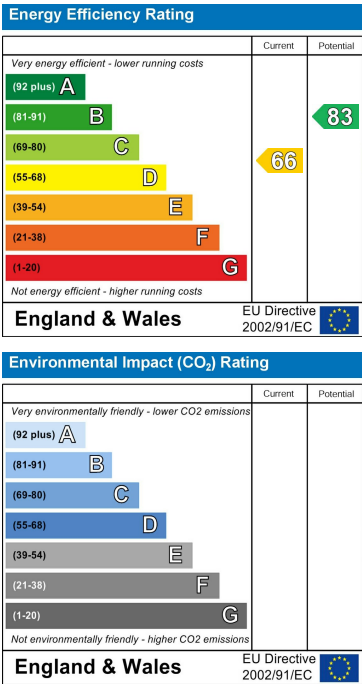 Energy Efficiency Rating
Current Potential
Very energy efficient - lower running costs
(92 plus) A
(81-91) B
83
(69-80) C
66
(55-68) D
(39-54) E
(21-38) F
(1-20) G
Not energy efficient - higher running costs
England & Wales
EU Directive
2002/91/EC
Environmental Impact (CO₂) Rating
Current Potential
Very environmentally friendly - lower CO2 emissions
(92 plus) A
(81-91) B
(69-80) C
(55-68) D
(39-54) E
(21-38) F
(1-20) G
Not environmentally friendly - higher CO2 emissions
England & Wales
EU Directive
2002/91/EC